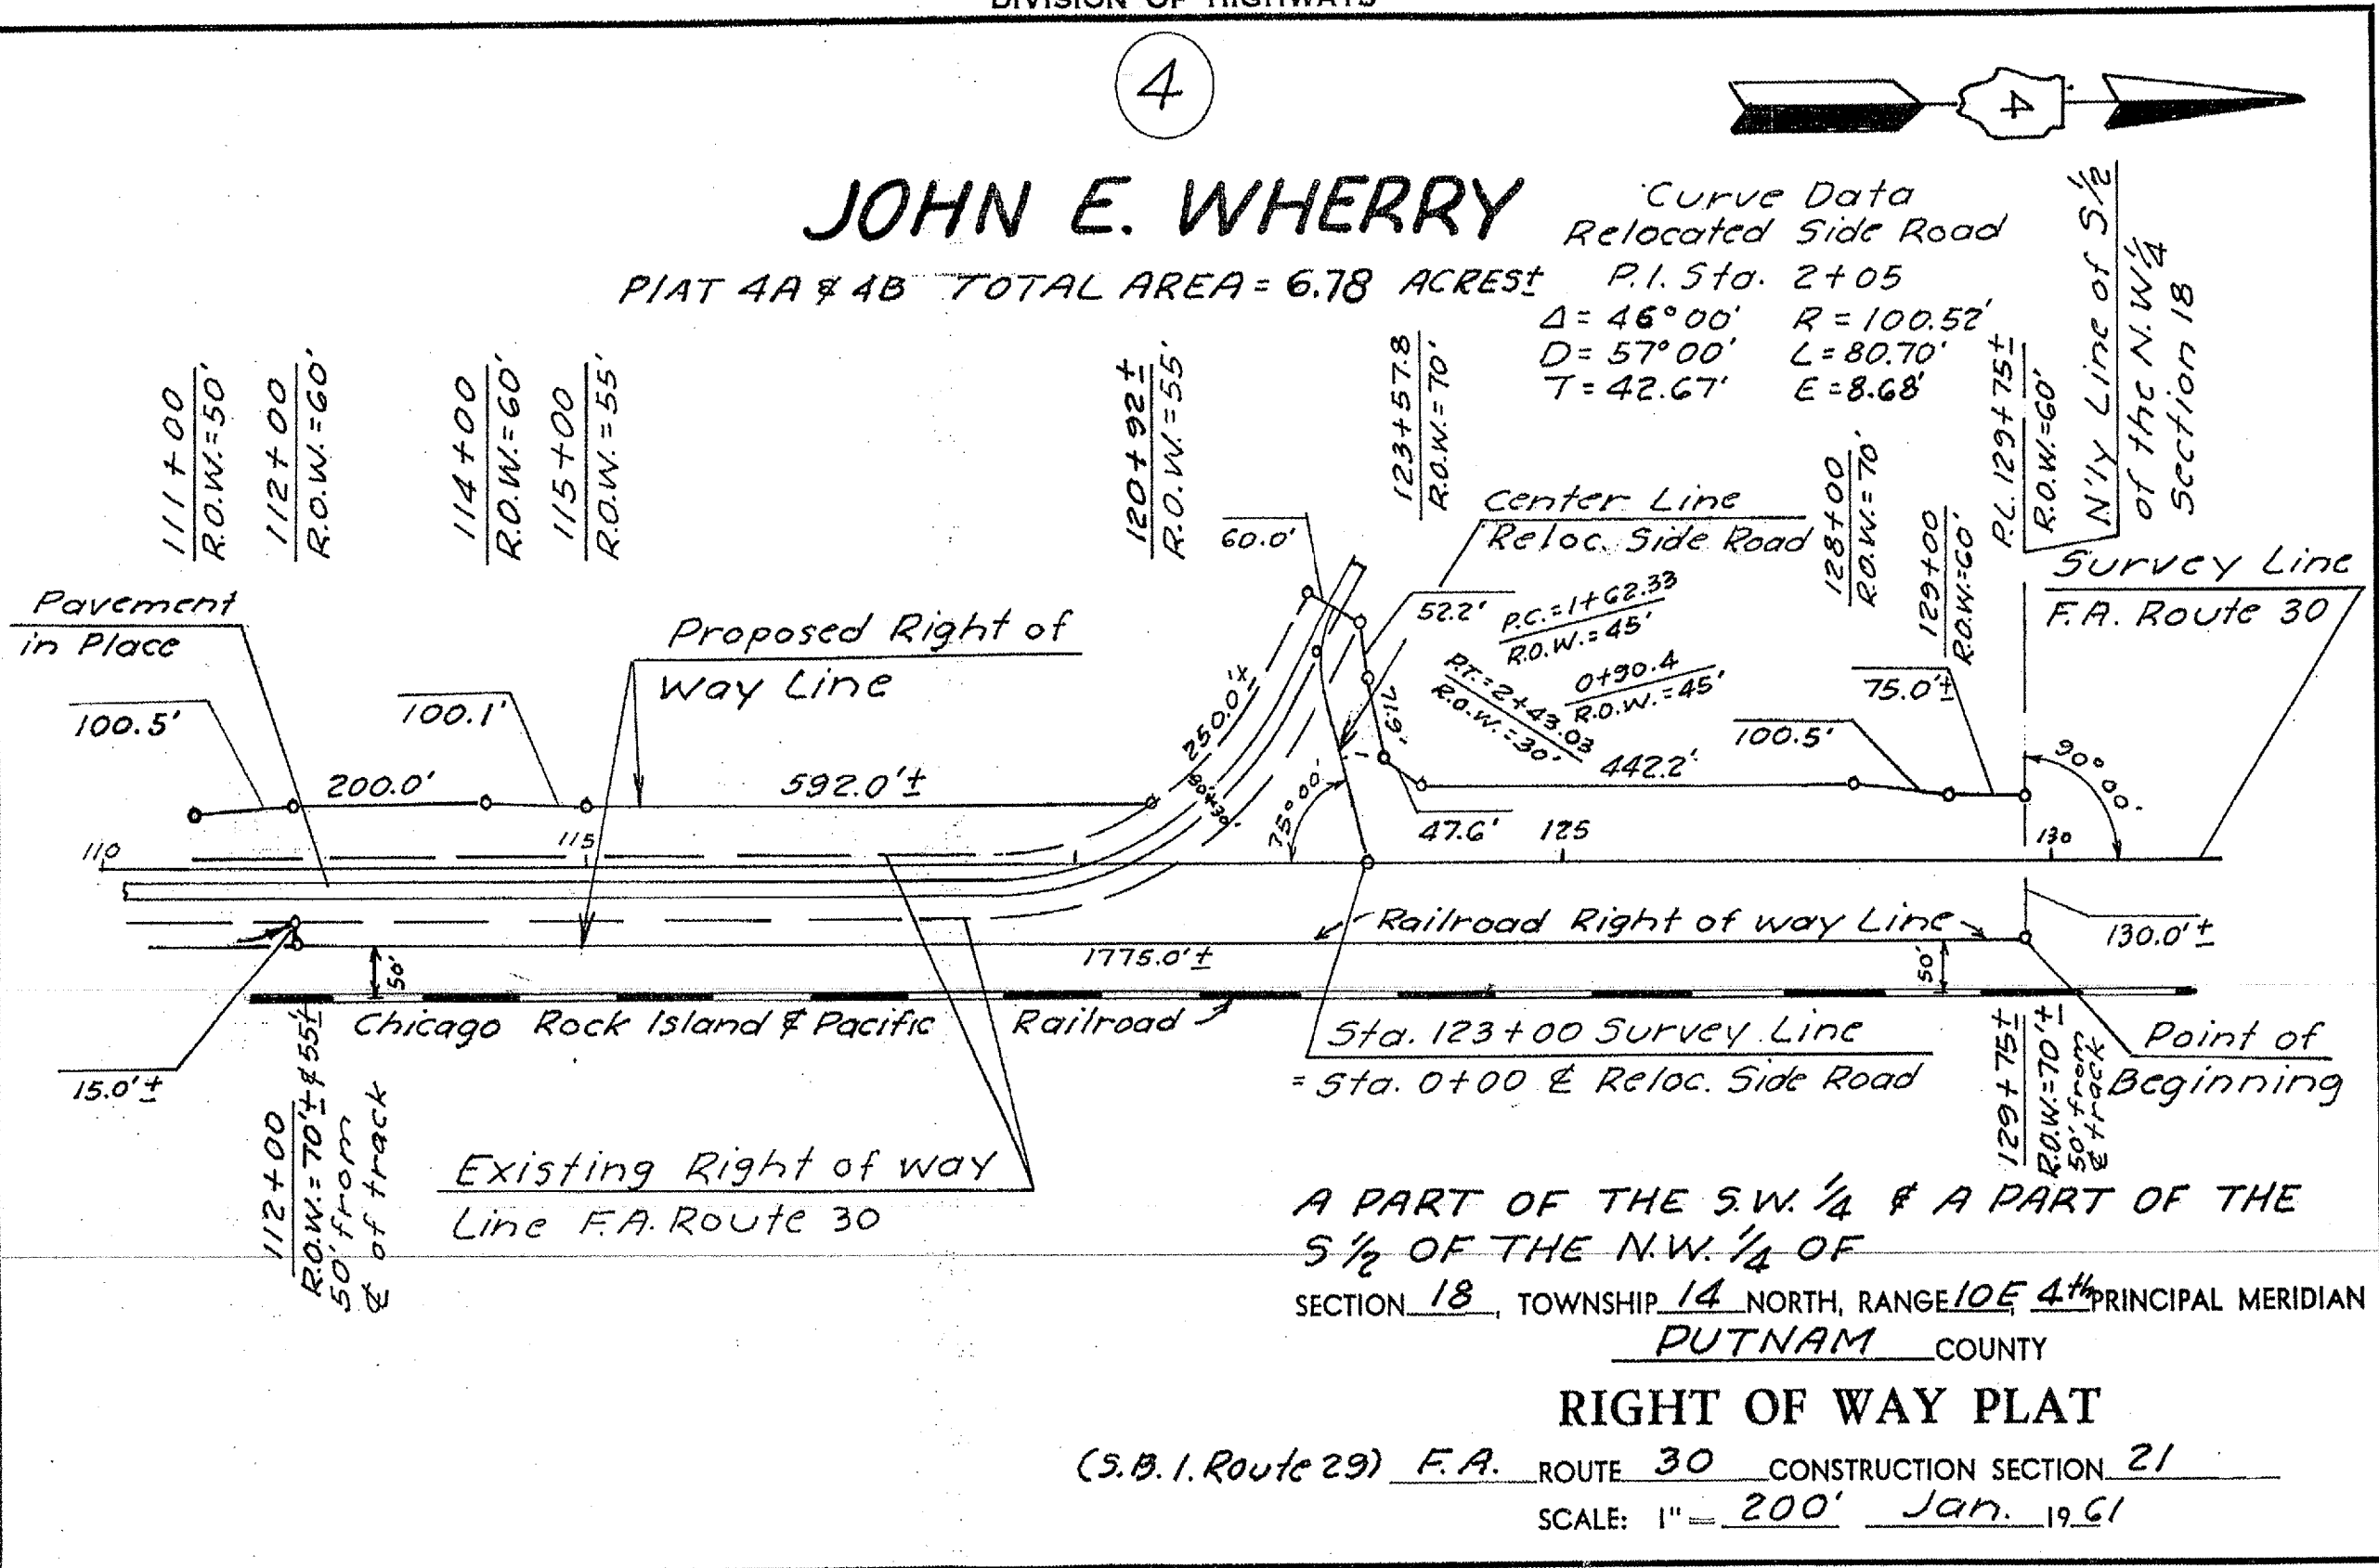 DIVISION OF HIGHWAYS
4
4
JOHN E. WHERRY
PlAT 4A & 4B TOTAL AREA = 6.78 ACRES±
Curve Data
Relocated Side Road
P.I. Sta. 2+05
Δ = 46°00' R = 100.52'
D = 57°00' L = 80.70'
T = 42.67' E = 8.68'
N'ly Line of S ½
of the N.W. ¼
Section 18
111+00
R.O.W.=50'
112+00
R.O.W.=60'
114+00
R.O.W.=60'
115+00
R.O.W.=55'
120+92±
R.O.W.=55'
123+57.8
R.O.W.=70'
128+00
R.O.W.=70'
129+00
R.O.W.=60'
P.L. 129+75±
R.O.W.=60'
Center Line
Reloc. Side Road
60.0'
52.2'
P.C.=1+62.33
R.O.W.=45'
P.T.=2+43.03
R.O.W.=30'
0+90.4
R.O.W.=45'
Survey Line
F.A. Route 30
Pavement
in Place
Proposed Right of
Way Line
100.5'
100.1'
250.0'±
71.9'
75.0'±
100.5'
200.0'
592.0'±
442.2'
90°00'
75°00'
47.6'
110
115
125
130
Railroad Right of way Line
130.0'±
1775.0'±
50'
50'
Chicago Rock Island & Pacific Railroad
15.0'±
Sta. 123+00 Survey Line
= Sta. 0+00 ℄ Reloc. Side Road
Point of
Beginning
112+00
R.O.W.=70'± & 55'±
50' from
℄ of track
129+75±
R.O.W.=70'±
50' from
℄ track
Existing Right of way
Line F.A. Route 30
A PART OF THE S.W. ¼ & A PART OF THE
S ½ OF THE N.W. ¼ OF
SECTION 18, TOWNSHIP 14 NORTH, RANGE 10E, 4th PRINCIPAL MERIDIAN
PUTNAM COUNTY
RIGHT OF WAY PLAT
(S.B.I. Route 29) F.A. ROUTE 30 CONSTRUCTION SECTION 21
SCALE: 1" = 200' Jan. 1961